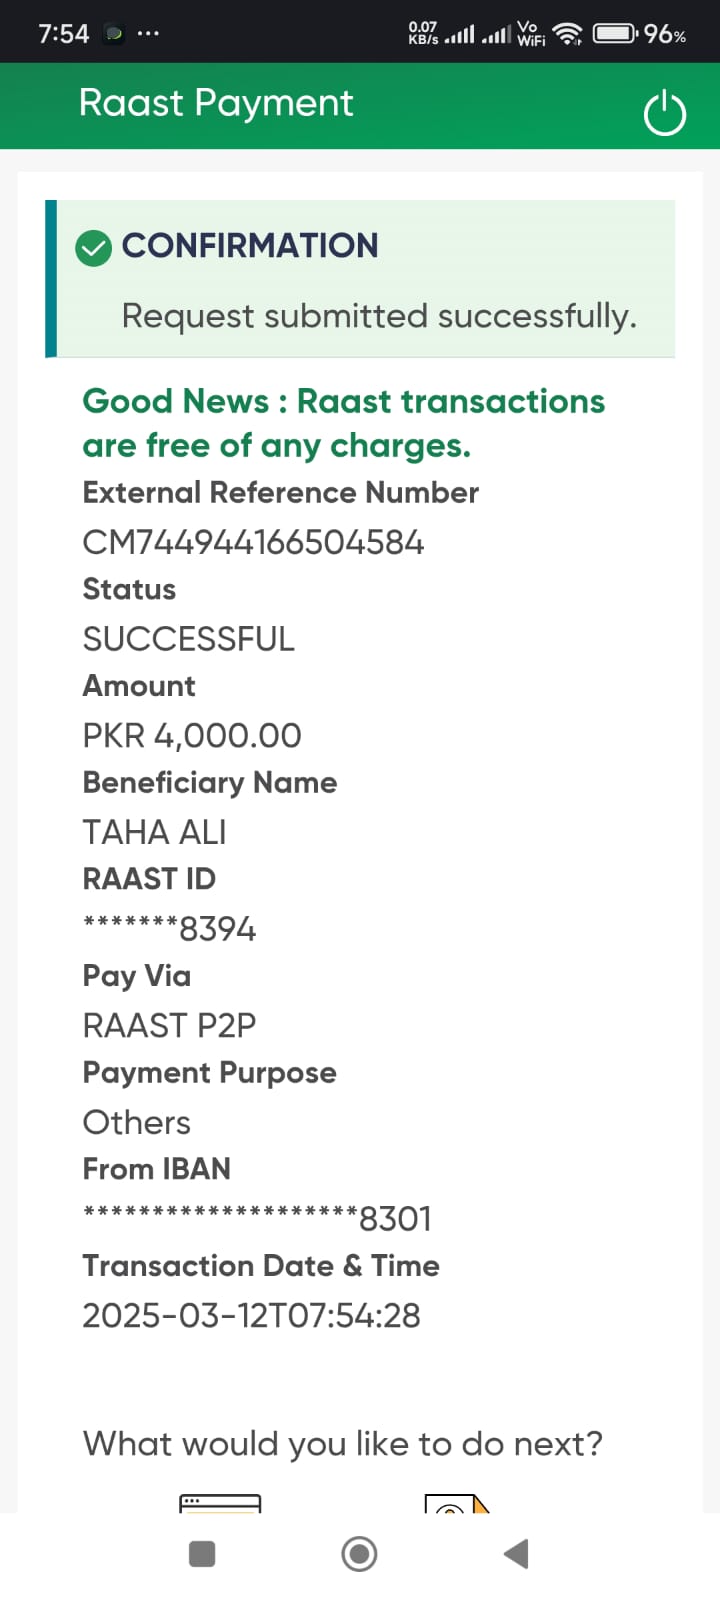 7:54
0.07
KB/s
Vo
WiFi
96%
Raast Payment
CONFIRMATION
Request submitted successfully.
Good News : Raast transactions
are free of any charges.
External Reference Number
CM744944166504584
Status
SUCCESSFUL
Amount
PKR 4,000.00
Beneficiary Name
TAHA ALI
RAAST ID
*******8394
Pay Via
RAAST P2P
Payment Purpose
Others
From IBAN
********************8301
Transaction Date & Time
2025-03-12T07:54:28
What would you like to do next?